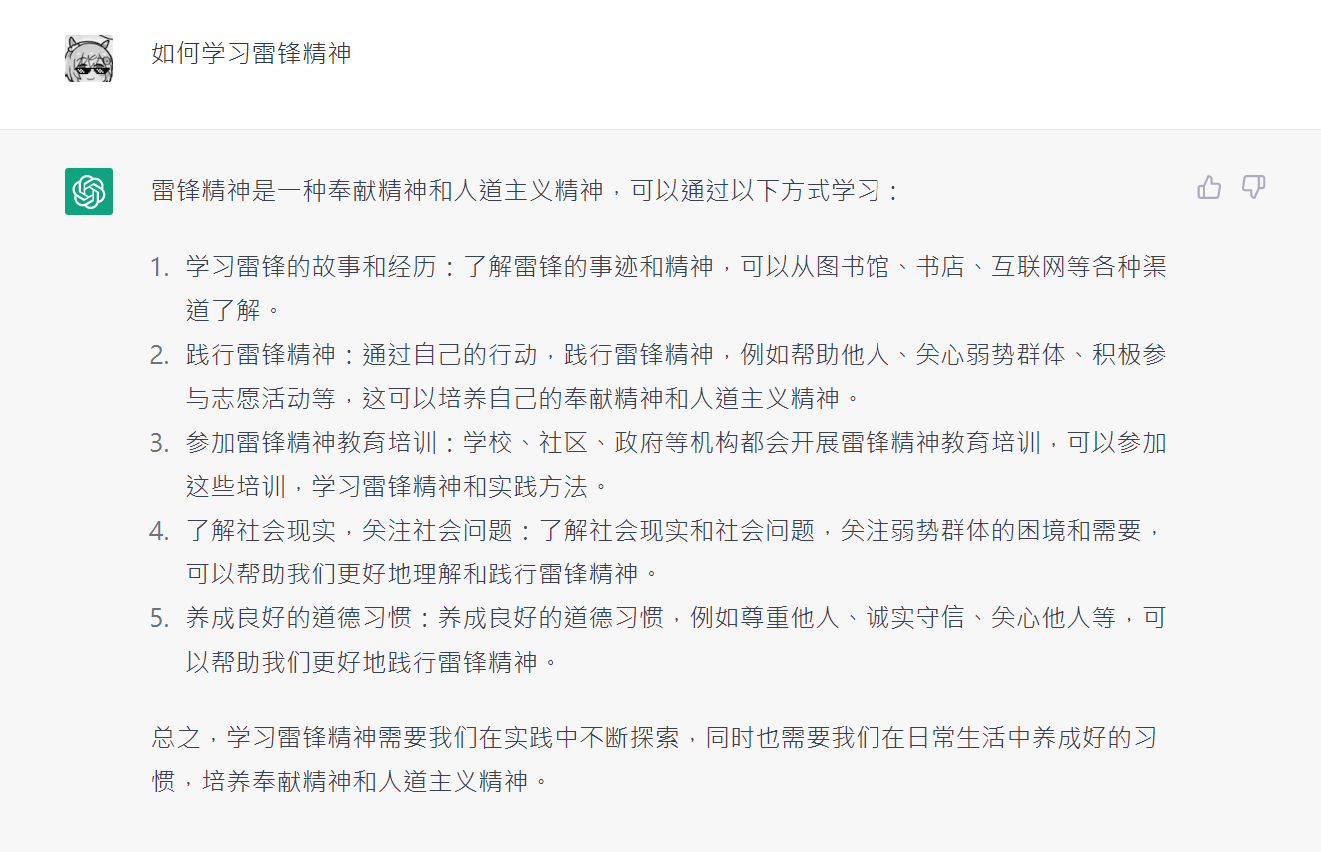 如何学习雷锋精神
雷锋精神是一种奉献精神和人道主义精神，可以通过以下方式学习：
1. 学习雷锋的故事和经历：了解雷锋的事迹和精神，可以从图书馆、书店、互联网等各种渠
道了解。
2. 践行雷锋精神：通过自己的行动，践行雷锋精神，例如帮助他人、关心弱势群体、积极参
与志愿活动等，这可以培养自己的奉献精神和人道主义精神。
3. 参加雷锋精神教育培训：学校、社区、政府等机构都会开展雷锋精神教育培训，可以参加
这些培训，学习雷锋精神和实践方法。
4. 了解社会现实，关注社会问题：了解社会现实和社会问题，关注弱势群体的困境和需要，
可以帮助我们更好地理解和践行雷锋精神。
5. 养成良好的道德习惯：养成良好的道德习惯，例如尊重他人、诚实守信、关心他人等，可
以帮助我们更好地践行雷锋精神。
总之，学习雷锋精神需要我们在实践中不断探索，同时也需要我们在日常生活中养成好的习
惯，培养奉献精神和人道主义精神。